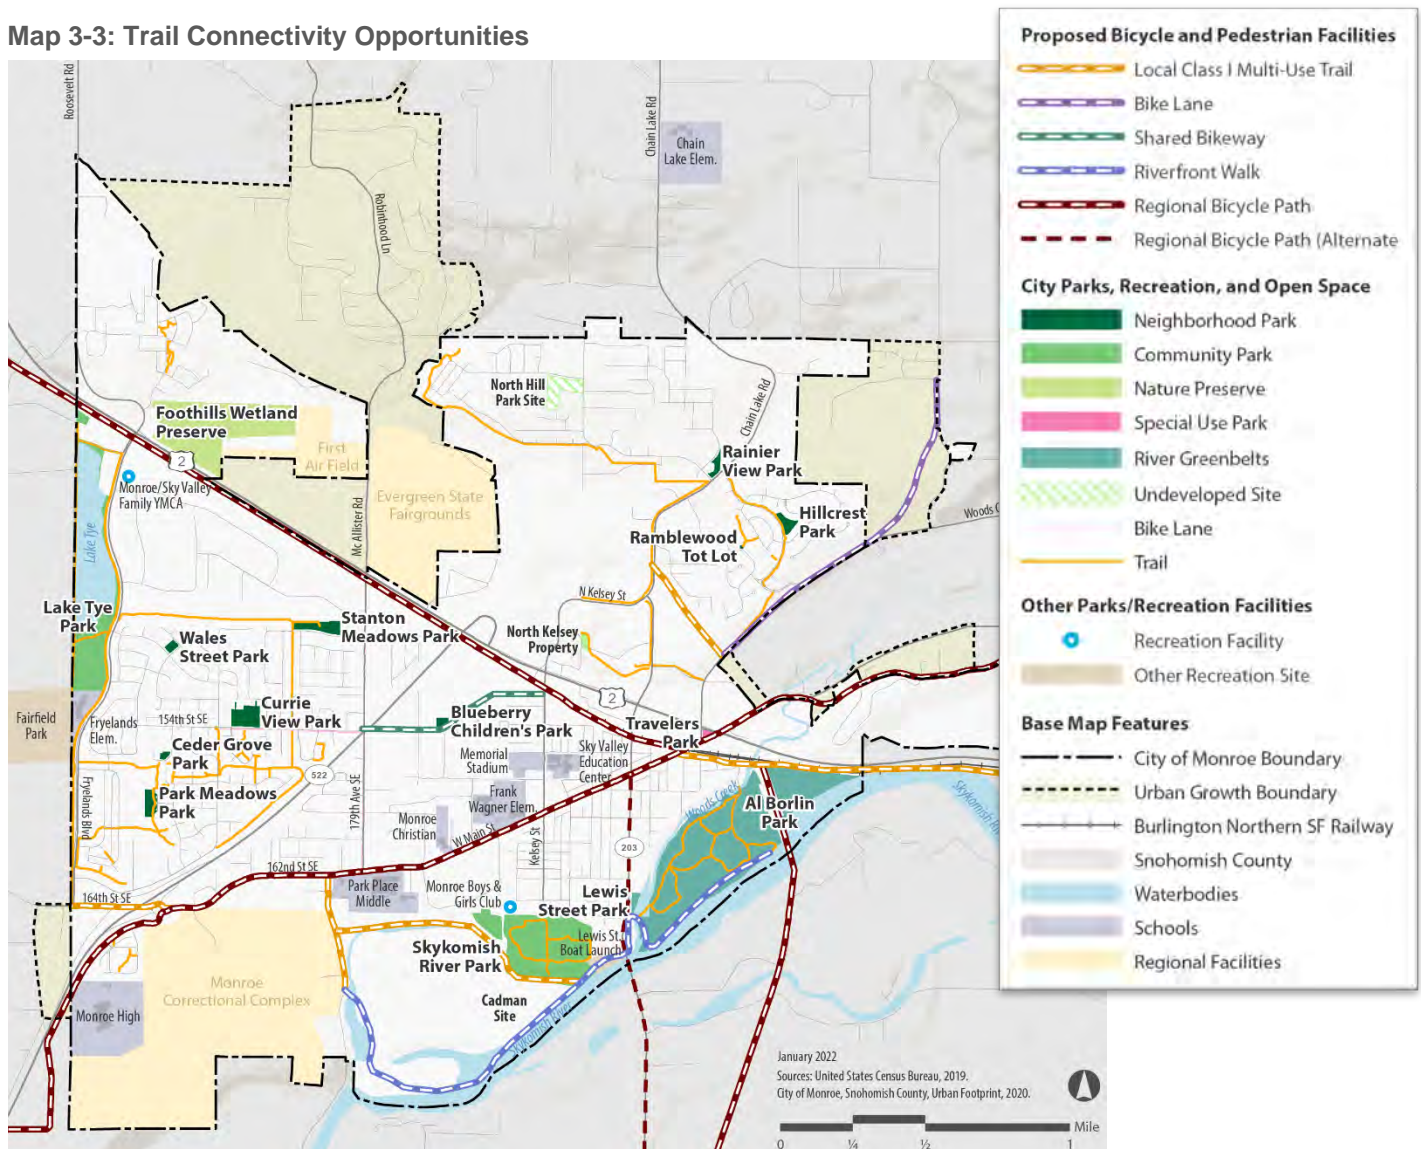 Map 3-3: Trail Connectivity Opportunities
Roosevelt Rd
Robinhood Ln
Chain Lake Rd
Chain
Lake Elem.
North Hill
Park Site
Chain Lake Rd
Foothills Wetland
Preserve
First
Air Field
2
Monroe/Sky Valley
Family YMCA
Lake Tye
Mc Allister Rd
Evergreen State
Fairgrounds
Rainier
View Park
Hillcrest
Park
Ramblewood
Tot Lot
Woods C
N Kelsey St
North Kelsey
Property
Lake Tye
Park
Wales
Street Park
Stanton
Meadows Park
2
Fairfield
Park
Fryelands
Elem.
154th St SE
Currie
View Park
Blueberry
Children's Park
Travelers
Park
Ceder Grove
Park
522
Memorial
Stadium
Sky Valley
Education
Center
Fryelands Blvd
Park Meadows
Park
179th Ave SE
Frank
Wagner Elem.
Monroe
Christian
W Main St
Kelsey St
203
Woods Creek
Al Borlin
Park
Skykomish Riv
162nd St SE
164th St SE
Park Place
Middle
Monroe Boys &
Girls Club
Lewis
Street Park
Lewis St.
Boat Launch
Skykomish
River Park
Monroe
Correctional Complex
Cadman
Site
Skykomish River
Monroe High
January 2022
Sources: United States Census Bureau, 2019.
City of Monroe, Snohomish County, Urban Footprint, 2020.
Mile
0 ¼ ½ 1
Proposed Bicycle and Pedestrian Facilities
Local Class I Multi-Use Trail
Bike Lane
Shared Bikeway
Riverfront Walk
Regional Bicycle Path
Regional Bicycle Path (Alternate
City Parks, Recreation, and Open Space
Neighborhood Park
Community Park
Nature Preserve
Special Use Park
River Greenbelts
Undeveloped Site
Bike Lane
Trail
Other Parks/Recreation Facilities
Recreation Facility
Other Recreation Site
Base Map Features
City of Monroe Boundary
Urban Growth Boundary
Burlington Northern SF Railway
Snohomish County
Waterbodies
Schools
Regional Facilities